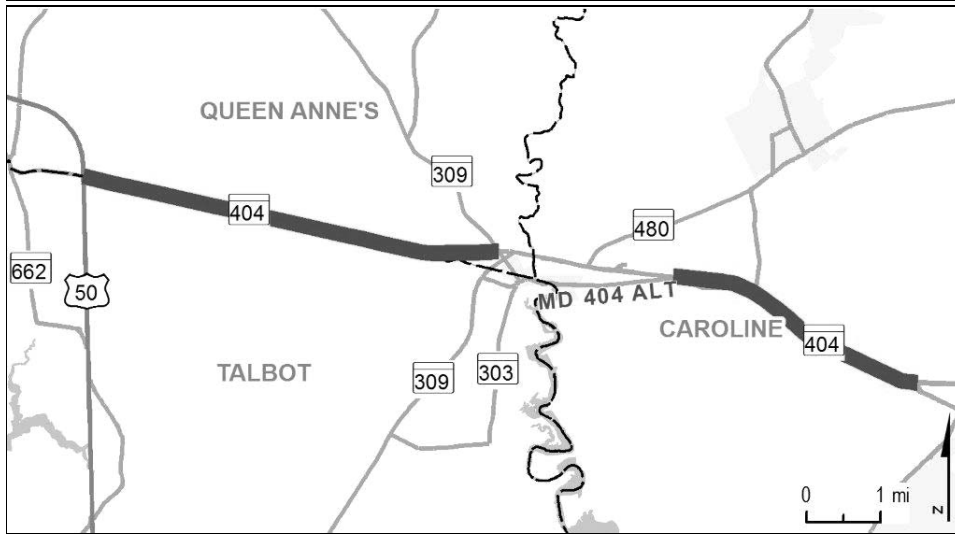 QUEEN ANNE'S
309
404
480
662
50
MD 404 ALT
CAROLINE
404
TALBOT
309
303
0 1 mi
N